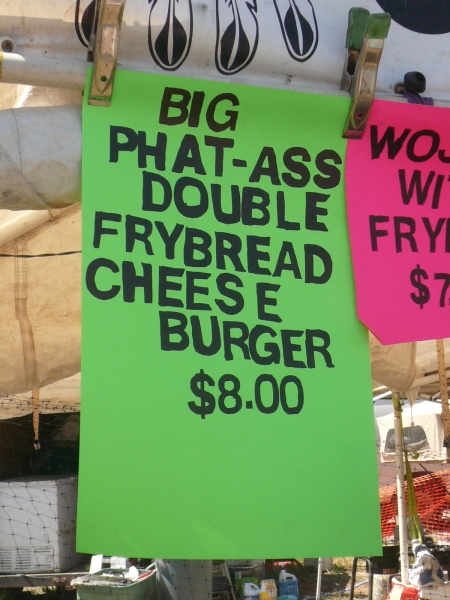 BIG
PHAT-ASS
DOUBLE
FRYBREAD
CHEESE
BURGER
$8.00